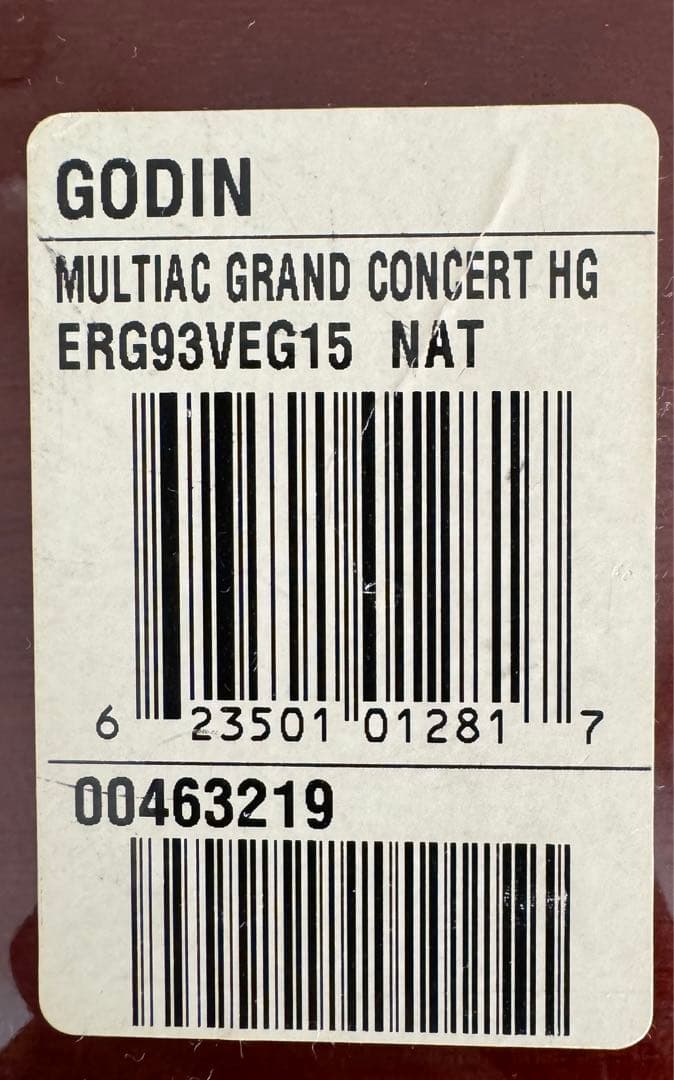 GODIN
MULTIAC GRAND CONCERT HG
ERG93VEG15 NAT
6 23501 01281 7
00463219